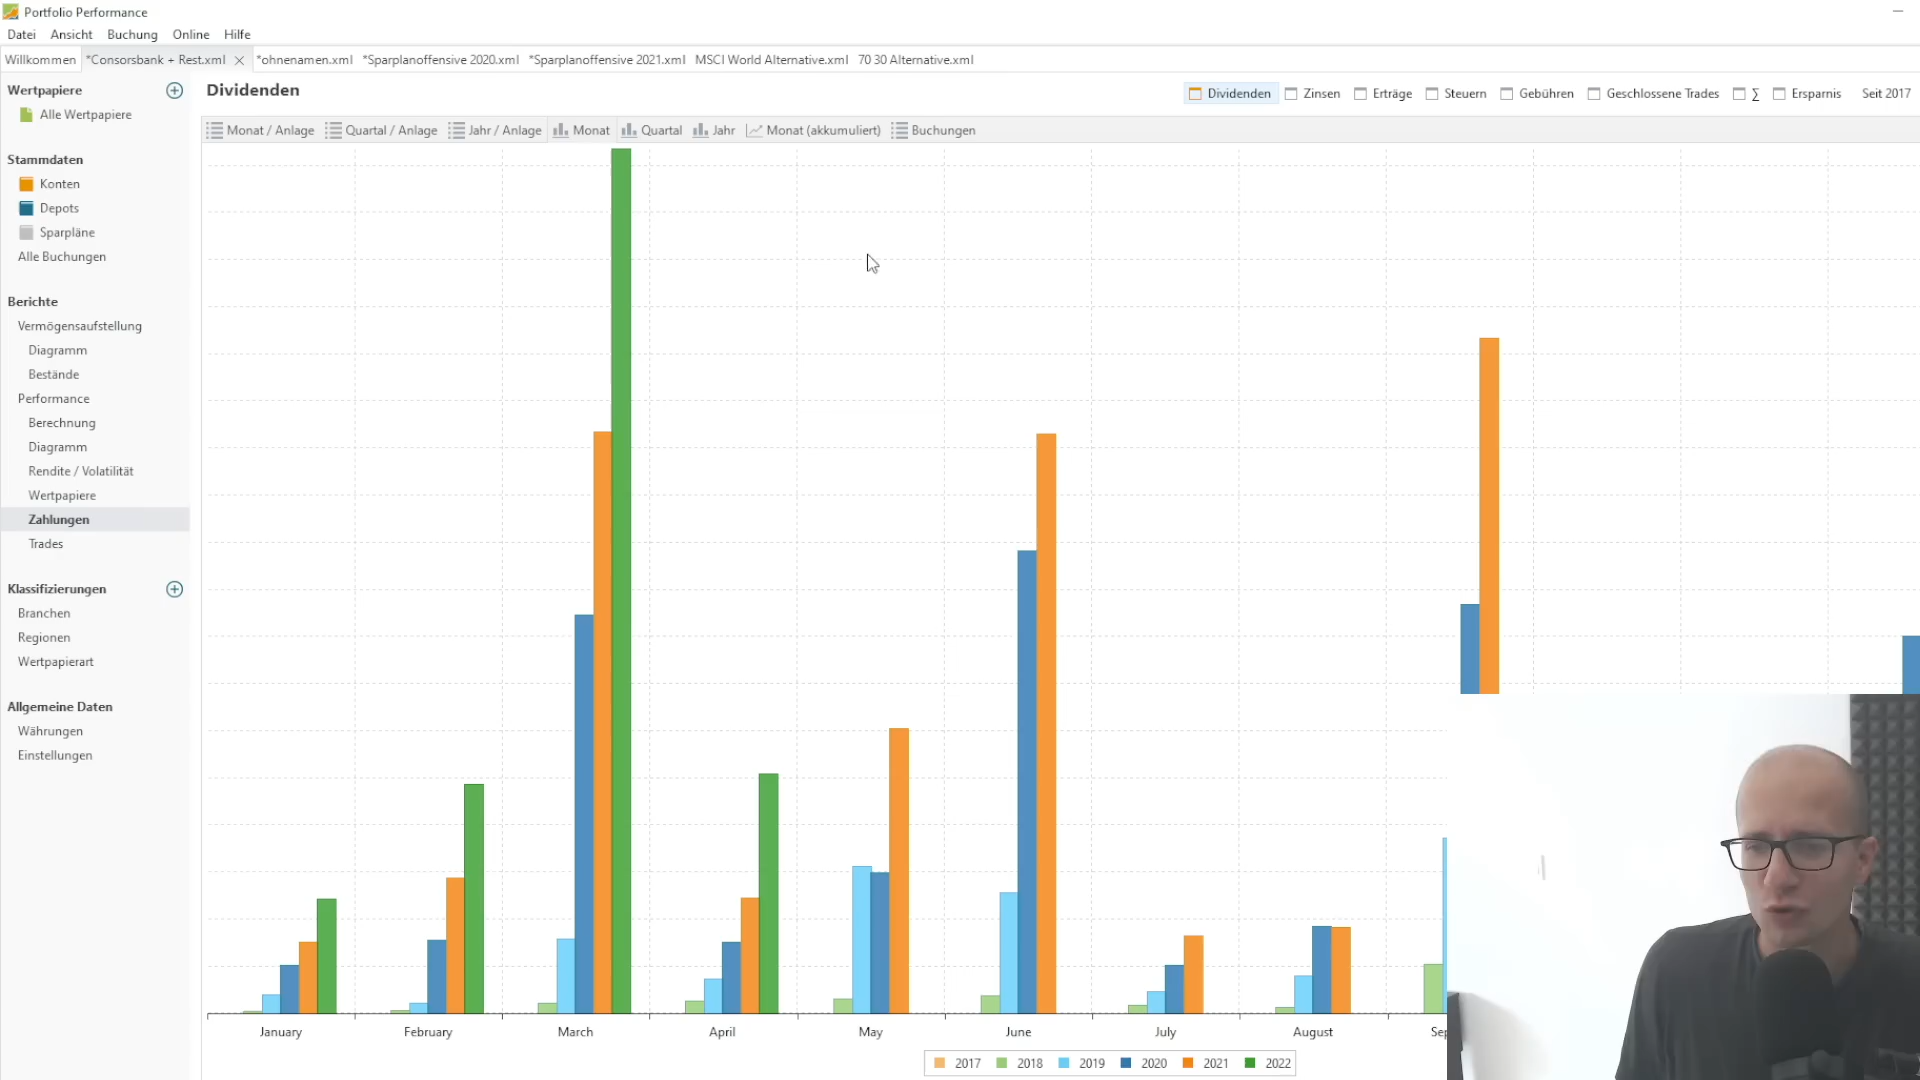 Portfolio Performance
Datei Ansicht Buchung Online Hilfe
Willkommen *Consorsbank + Rest.xml *ohnenamen.xml *Sparplanoffensive 2020.xml *Sparplanoffensive 2021.xml MSCI World Alternative.xml 70 30 Alternative.xml
Wertpapiere
Alle Wertpapiere
Stammdaten
Konten
Depots
Sparpläne
Alle Buchungen
Berichte
Vermögensaufstellung
Diagramm
Bestände
Performance
Berechnung
Diagramm
Rendite / Volatilität
Wertpapiere
Zahlungen
Trades
Klassifizierungen
Branchen
Regionen
Wertpapierart
Allgemeine Daten
Währungen
Einstellungen
Dividenden
Dividenden Zinsen Erträge Steuern Gebühren Geschlossene Trades ∑ Ersparnis Seit 2017
Monat / Anlage Quartal / Anlage Jahr / Anlage Monat Quartal Jahr Monat (akkumuliert) Buchungen
January February March April May June July August Sep
2017 2018 2019 2020 2021 2022